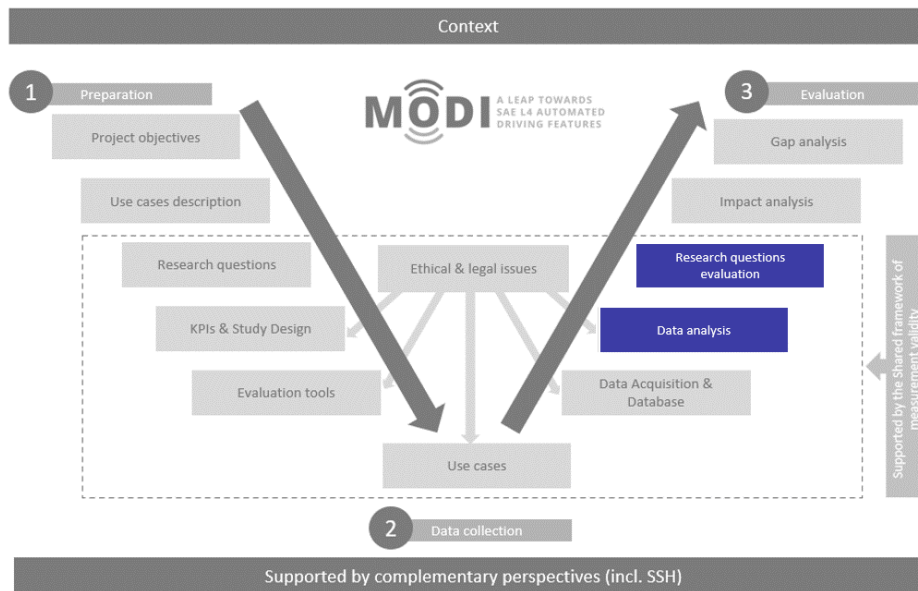 Context
1
Preparation
MODI
A LEAP TOWARDS
SAE L4 AUTOMATED
DRIVING FEATURES
3
Evaluation
Project objectives
Gap analysis
Use cases description
Impact analysis
Research questions
Ethical & legal issues
Research questions
evaluation
KPIs & Study Design
Data analysis
Evaluation tools
Data Acquisition &
Database
Use cases
Supported by the Shared framework of
measurement validity
2
Data collection
Supported by complementary perspectives (incl. SSH)